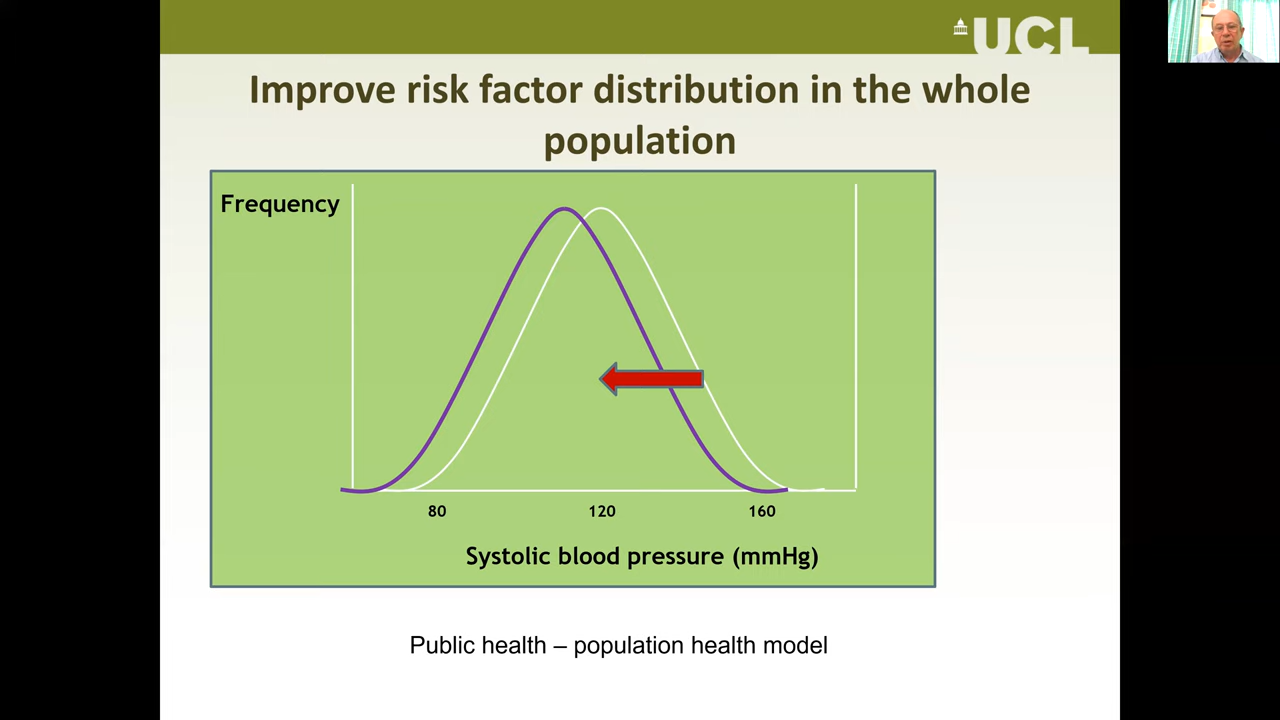 UCL
Improve risk factor distribution in the whole
population
Frequency
80 120 160
Systolic blood pressure (mmHg)
Public health – population health model